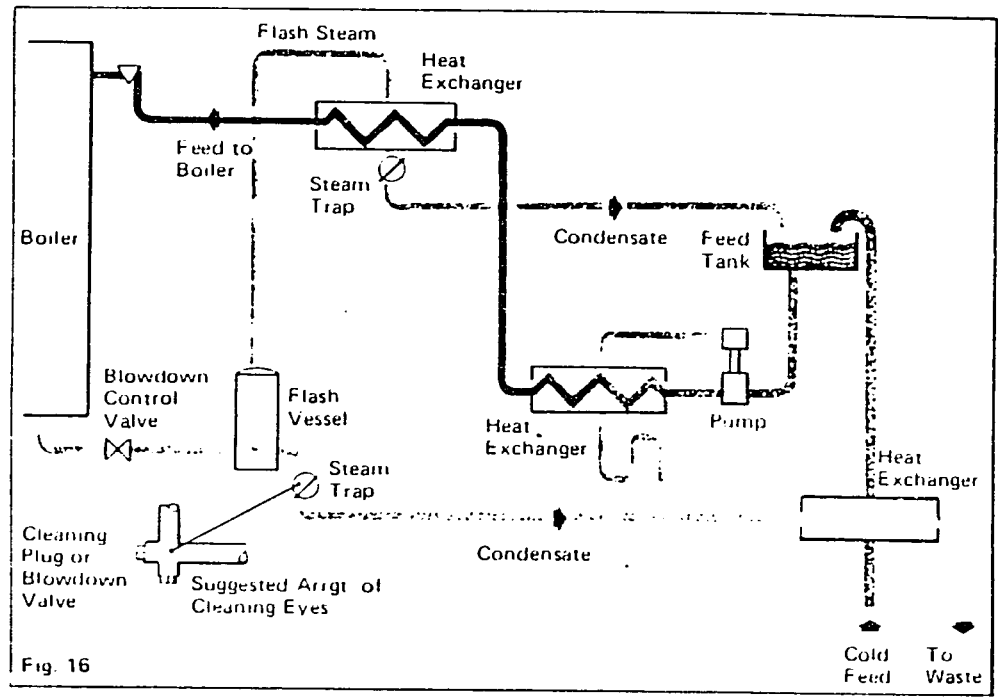 Flash Steam
Heat
Exchanger
Feed to
Boiler
Steam
Trap
Boiler
Condensate
Feed
Tank
Blowdown
Control
Valve
Flash
Vessel
Heat
Exchanger
Pump
Steam
Trap
Heat
Exchanger
Cleaning
Plug or
Blowdown
Valve
Suggested Arrgt of
Cleaning Eyes
Condensate
Cold
Feed
To
Waste
Fig. 16